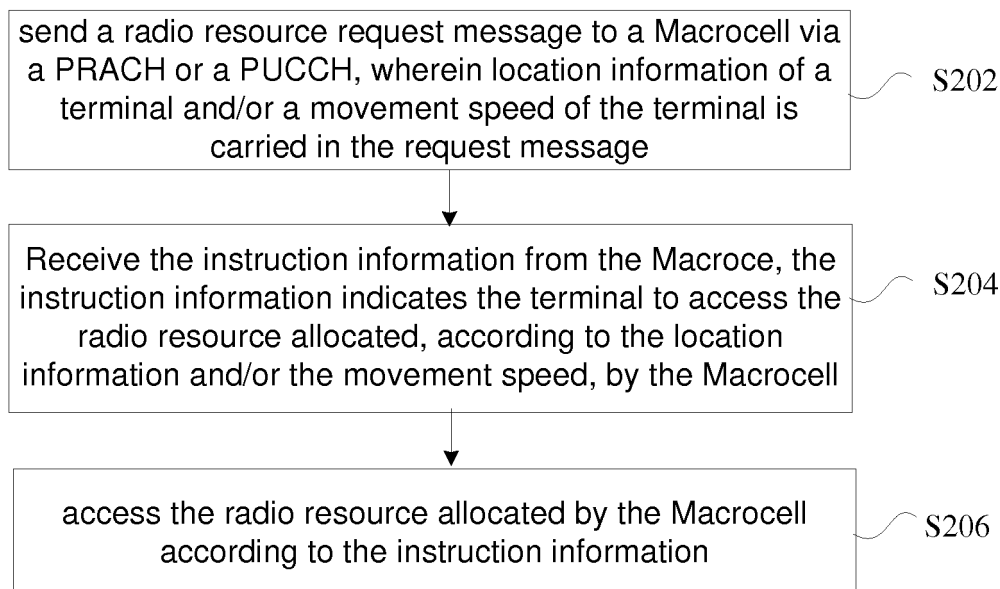 send a radio resource request message to a Macrocell via
a PRACH or a PUCCH, wherein location information of a
terminal and/or a movement speed of the terminal is
carried in the request message
S202
Receive the instruction information from the Macroce, the
instruction information indicates the terminal to access the
radio resource allocated, according to the location
information and/or the movement speed, by the Macrocell
S204
access the radio resource allocated by the Macrocell
according to the instruction information
S206